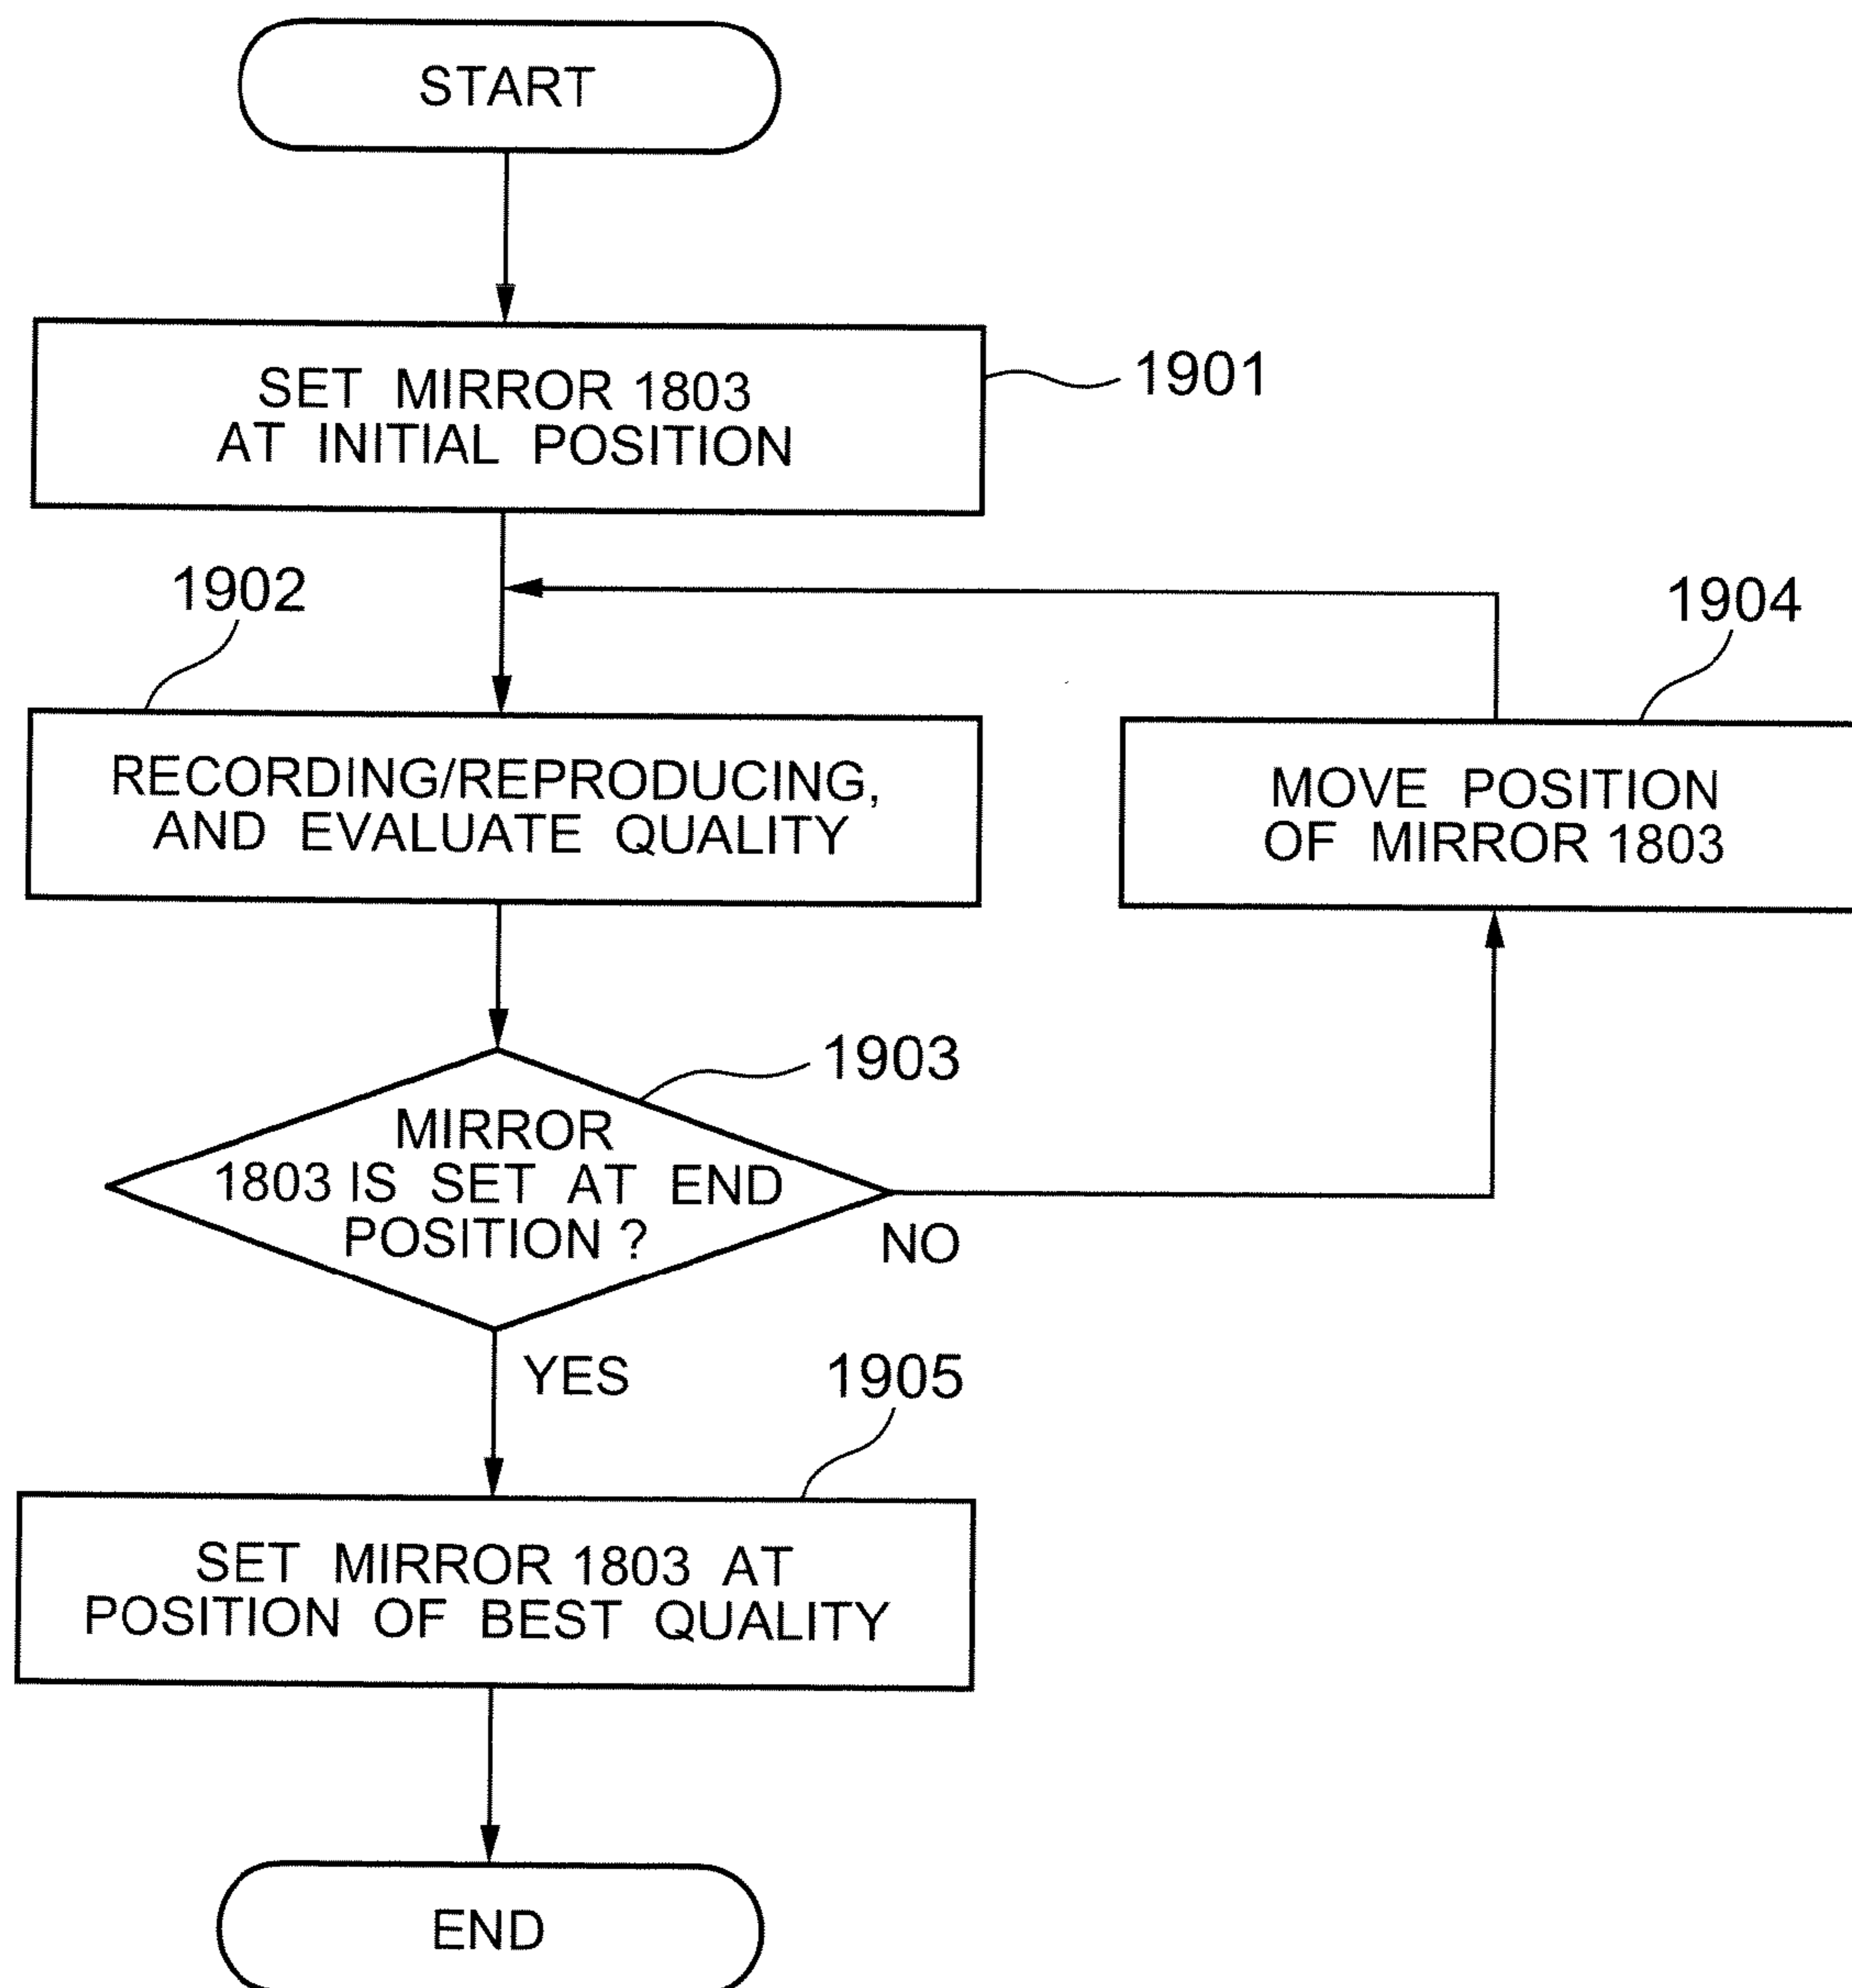 START
SET MIRROR 1803
AT INITIAL POSITION
1901
1902
1904
RECORDING/REPRODUCING,
AND EVALUATE QUALITY
MOVE POSITION
OF MIRROR 1803
1903
MIRROR
1803 IS SET AT END
POSITION ?
NO
YES
1905
SET MIRROR 1803 AT
POSITION OF BEST QUALITY
END